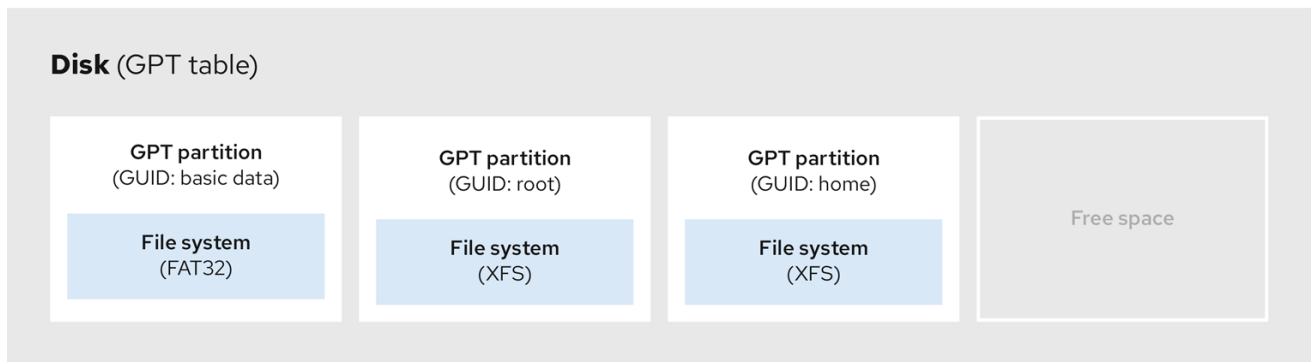 Disk (GPT table)
GPT partition
(GUID: basic data)
File system
(FAT32)
GPT partition
(GUID: root)
File system
(XFS)
GPT partition
(GUID: home)
File system
(XFS)
Free space